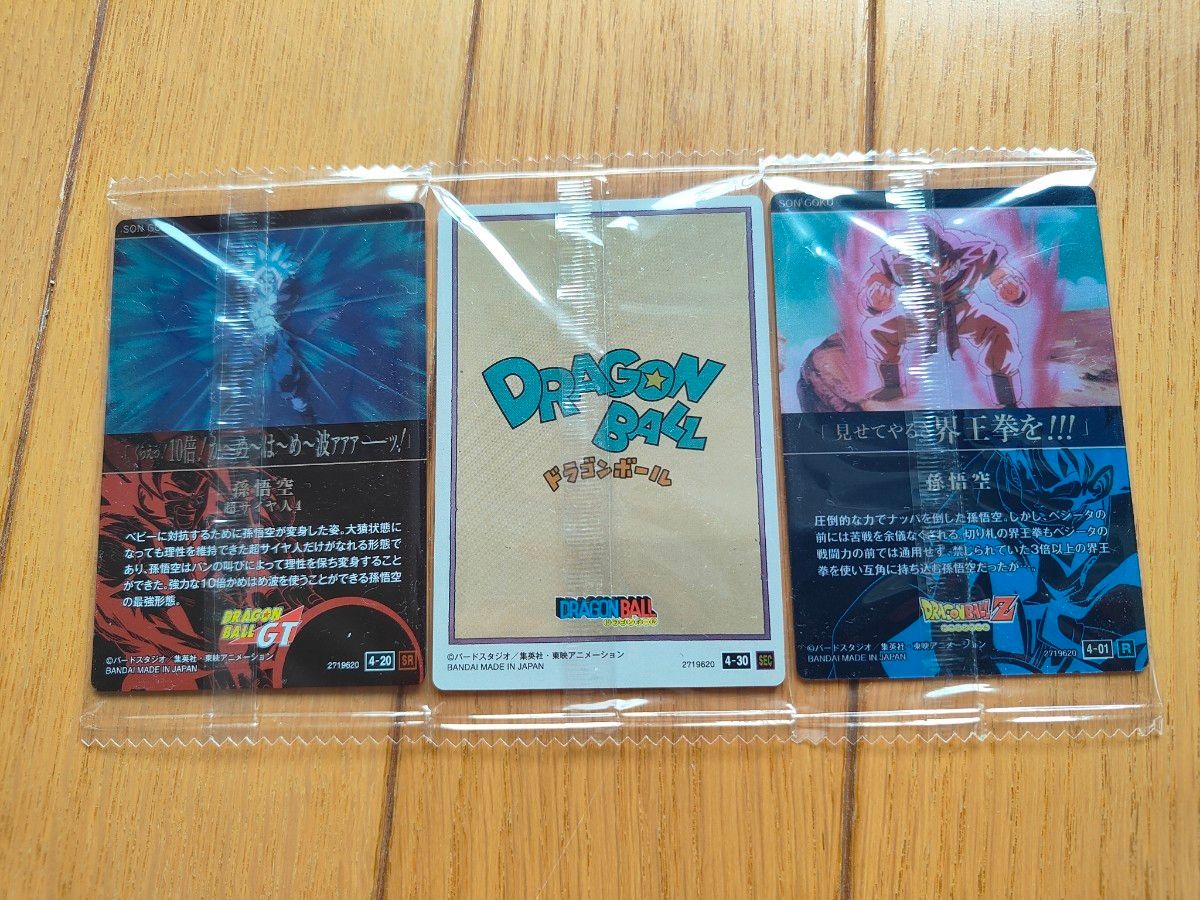 SON GO
「くらえっ!10倍!か~め~は~め~波アアア——ッ!」
孫悟空
超サイヤ人4
ベビーに対抗するために孫悟空が変身した姿。大猿状態に
なっても理性を維持できた超サイヤ人だけがなれる形態で
あり、孫悟空はパンの叫びによって理性を保ち変身すること
ができた。強力な10倍かめはめ波を使うことができる孫悟空
の最強形態。
DRAGON
BALL GT
©バードスタジオ/集英社・東映アニメーション
BANDAI MADE IN JAPAN
2719620
4-20
SR
DRAGON
BALL
ドラゴンボール
DRAGON BALL
ドラゴンボール
©バードスタジオ/集英社・東映アニメーション
BANDAI MADE IN JAPAN
2719620
4-30
SEC
SON GOKU
「見せてやる 界王拳を!!!」
孫悟空
圧倒的な力でナッパを倒した孫悟空。しかし、ベジータの
前には苦戦を余儀なくされる。切り札の界王拳もベジータの
戦闘力の前では通用せず、禁じられていた3倍以上の界王
拳を使い互角に持ち込む孫悟空だったが…。
DRAGON BALL Z
©バードスタジオ/集英社・東映アニメーション
BANDAI MADE IN JAPAN
2719620
4-01
R